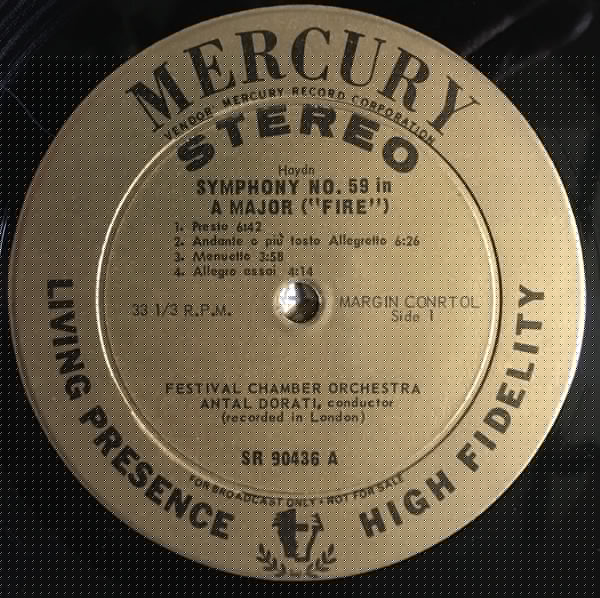 MERCURY
VENDOR: MERCURY RECORD CORPORATION
STEREO
Haydn
SYMPHONY NO. 59 in
A MAJOR ("FIRE")
1. Presto 6:42
2. Andante o più tosto Allegretto 6:26
3. Menuetto 3:58
4. Allegro assai 4:14
33 1/3 R.P.M.
MARGIN CONRTOL
Side 1
FESTIVAL CHAMBER ORCHESTRA
ANTAL DORATI, conductor
(recorded in London)
SR 90436 A
FOR BROADCAST ONLY • NOT FOR SALE
LIVING PRESENCE
HIGH FIDELITY